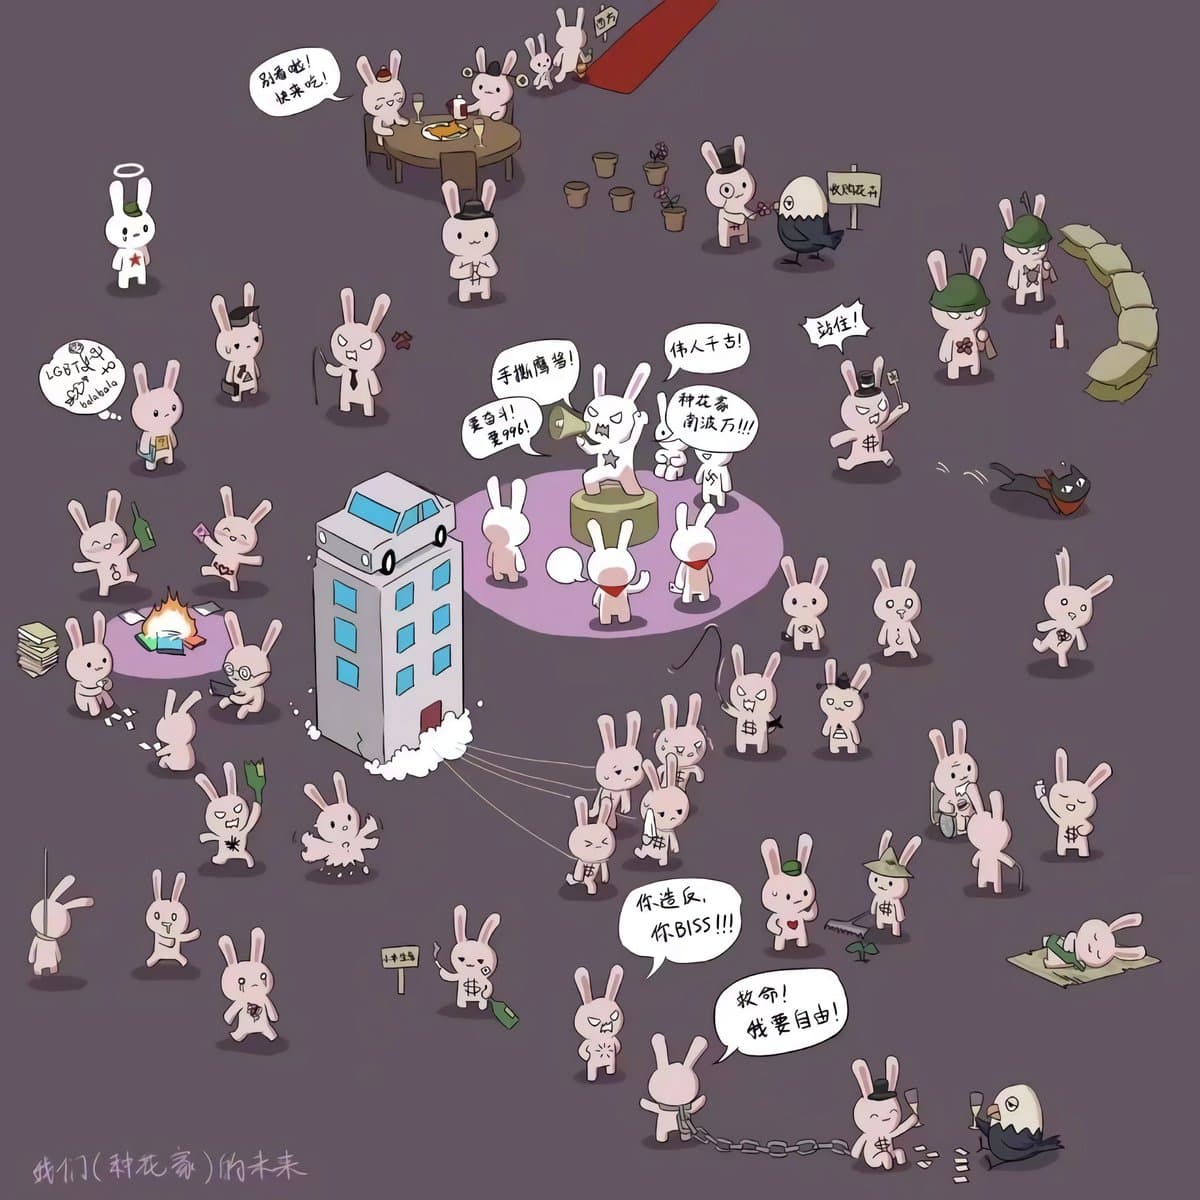 西方
别看啦!
快来吃!
收购花卉
站住!
伟人千古!
手撕鹰酱!
种花家
南波万!!!
要奋斗!
要996!
LGBT
balabala
$
你造反,
你BISS!!!
救命!
我要自由!
我们(种花家)的未来